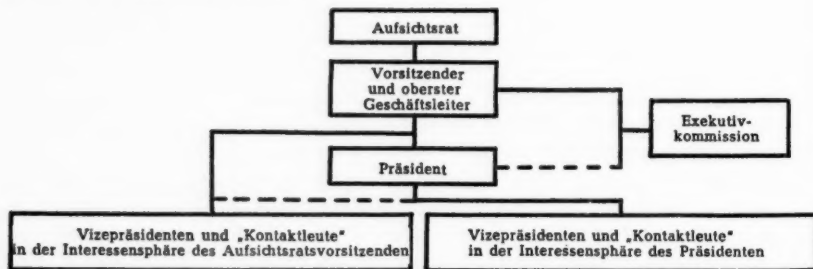 Aufsichtsrat
Vorsitzender
und oberster
Geschäftsleiter
Exekutiv-
kommission
Präsident
Vizepräsidenten und „Kontaktleute"
in der Interessensphäre des Aufsichtsratsvorsitzenden
Vizepräsidenten und „Kontaktleute"
in der Interessensphäre des Präsidenten